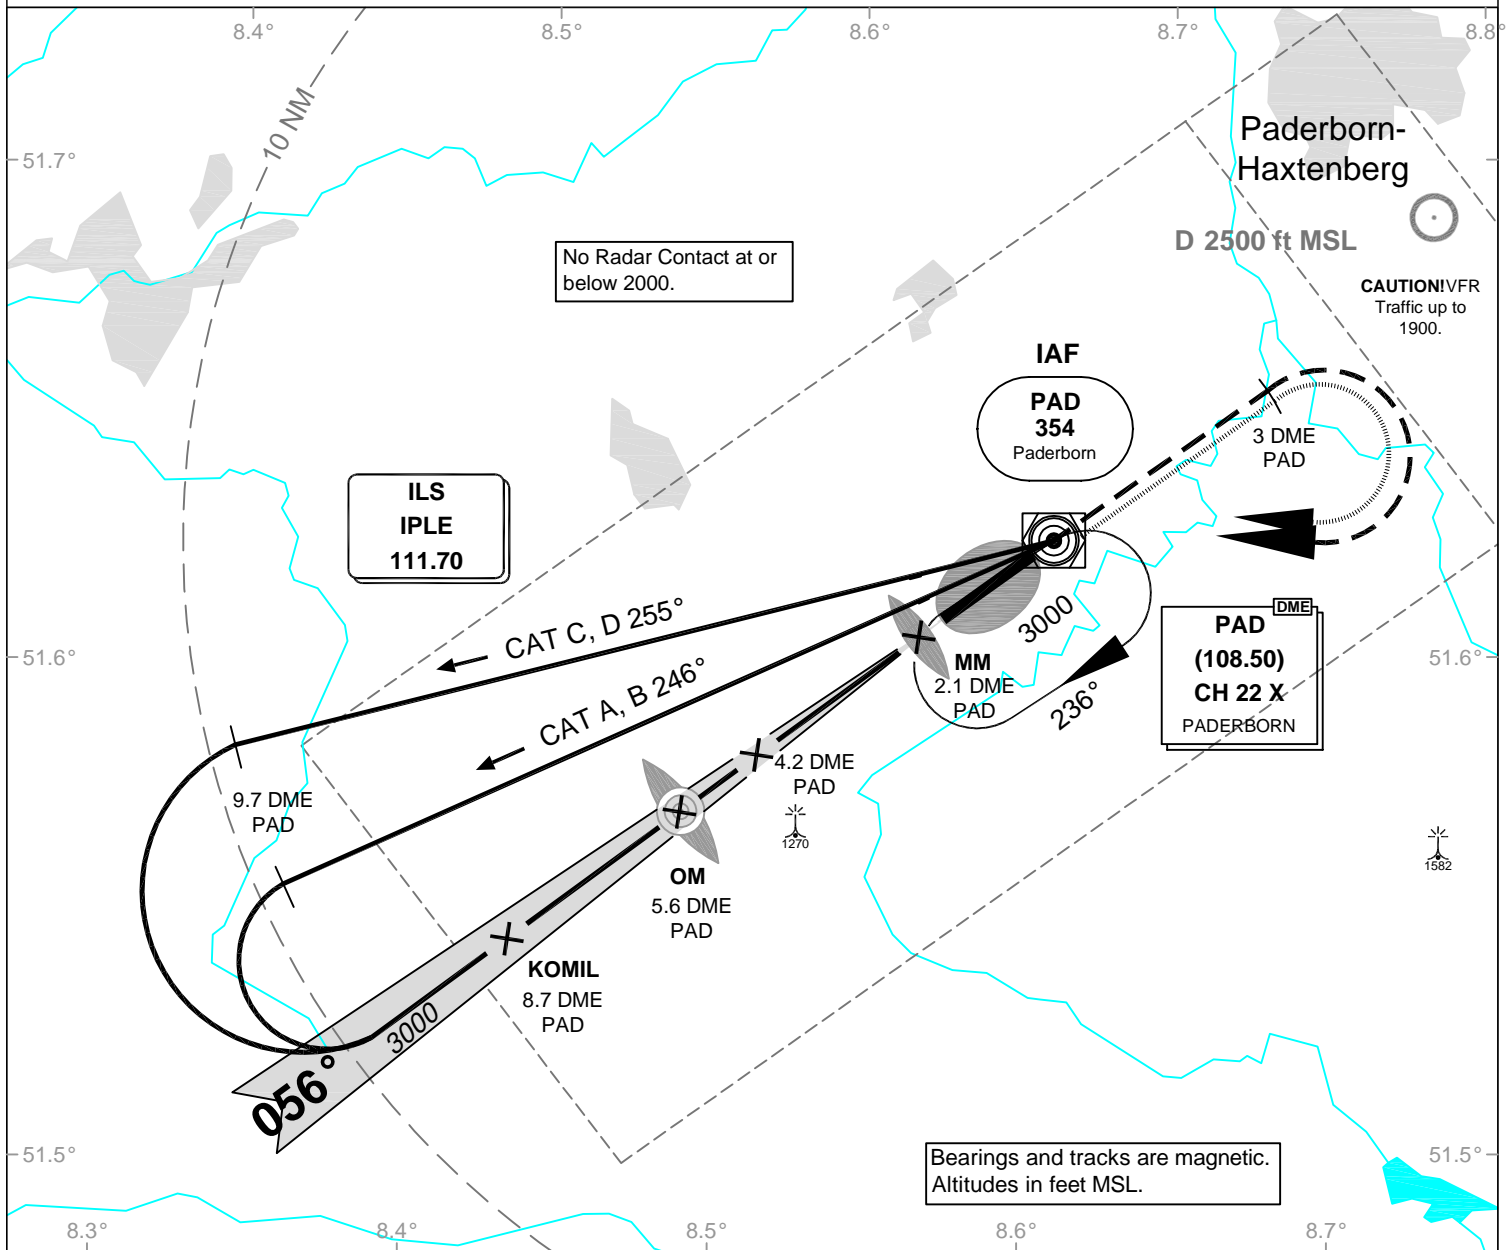 8.4°
8.5°
8.6°
8.7°
8.8°
10 NM
Paderborn-
Haxtenberg
51.7°
D 2500 ft MSL
No Radar Contact at or
below 2000.
CAUTION!VFR
Traffic up to
1900.
IAF
PAD
354
Paderborn
3 DME
PAD
ILS
IPLE
111.70
CAT C, D 255°
3000
DME
PAD
(108.50)
CH 22 X
PADERBORN
51.6°
51.6°
MM
2.1 DME
PAD
236°
CAT A, B 246°
4.2 DME
PAD
9.7 DME
PAD
1270
1582
OM
5.6 DME
PAD
KOMIL
8.7 DME
PAD
3000
056°
51.5°
Bearings and tracks are magnetic.
Altitudes in feet MSL.
51.5°
8.3°
8.4°
8.5°
8.6°
8.7°